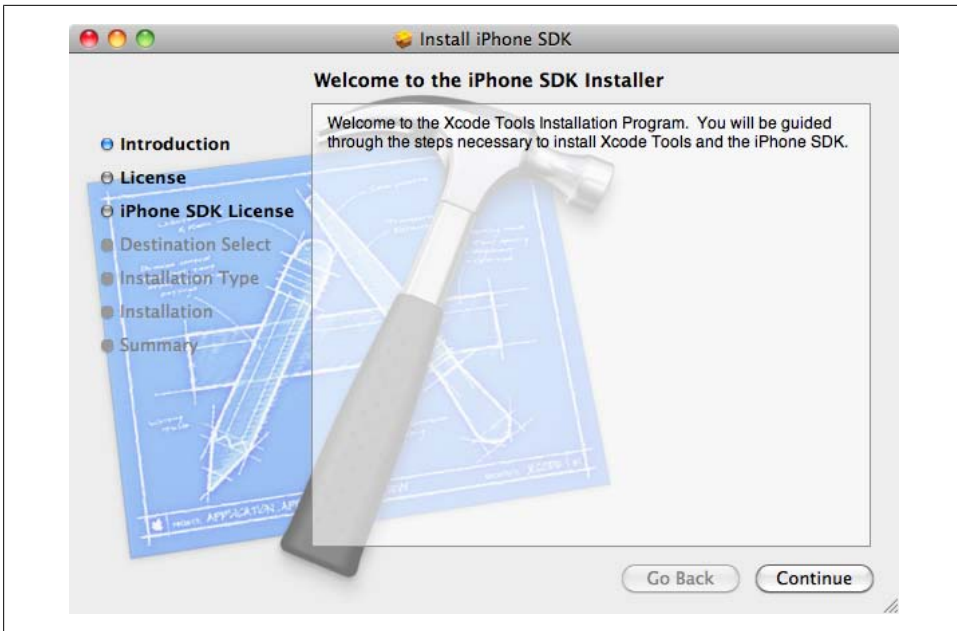 Install iPhone SDK
Welcome to the iPhone SDK Installer
Introduction
License
iPhone SDK License
Destination Select
Installation Type
Installation
Summary
Welcome to the Xcode Tools Installation Program. You will be guided
through the steps necessary to install Xcode Tools and the iPhone SDK.
APPLICATION
XCODE
Go Back
Continue